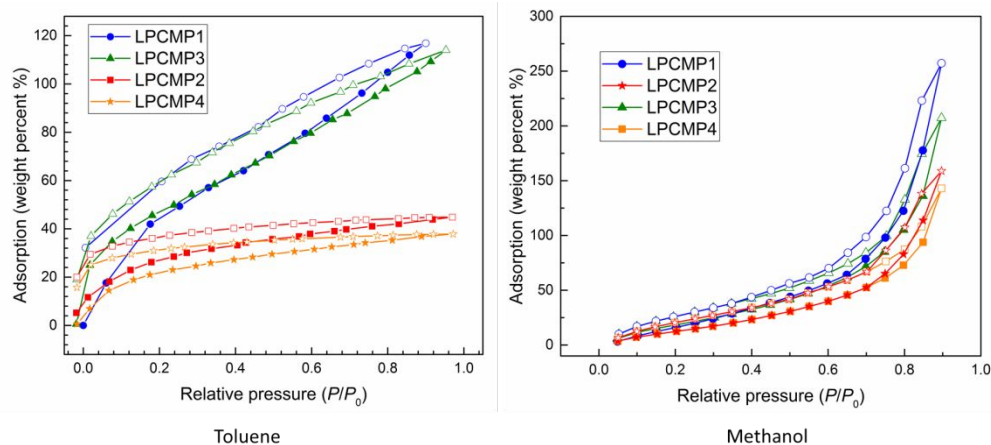 LPCMP1
LPCMP3
LPCMP2
LPCMP4
120
100
80
60
40
20
0
Adsorption (weight percent %)
0.0 0.2 0.4 0.6 0.8 1.0
Relative pressure (P/P0)
Toluene
LPCMP1
LPCMP2
LPCMP3
LPCMP4
300
250
200
150
100
50
0
Adsorption (weight percent %)
0.0 0.2 0.4 0.6 0.8 1.0
Relative pressure (P/P0)
Methanol